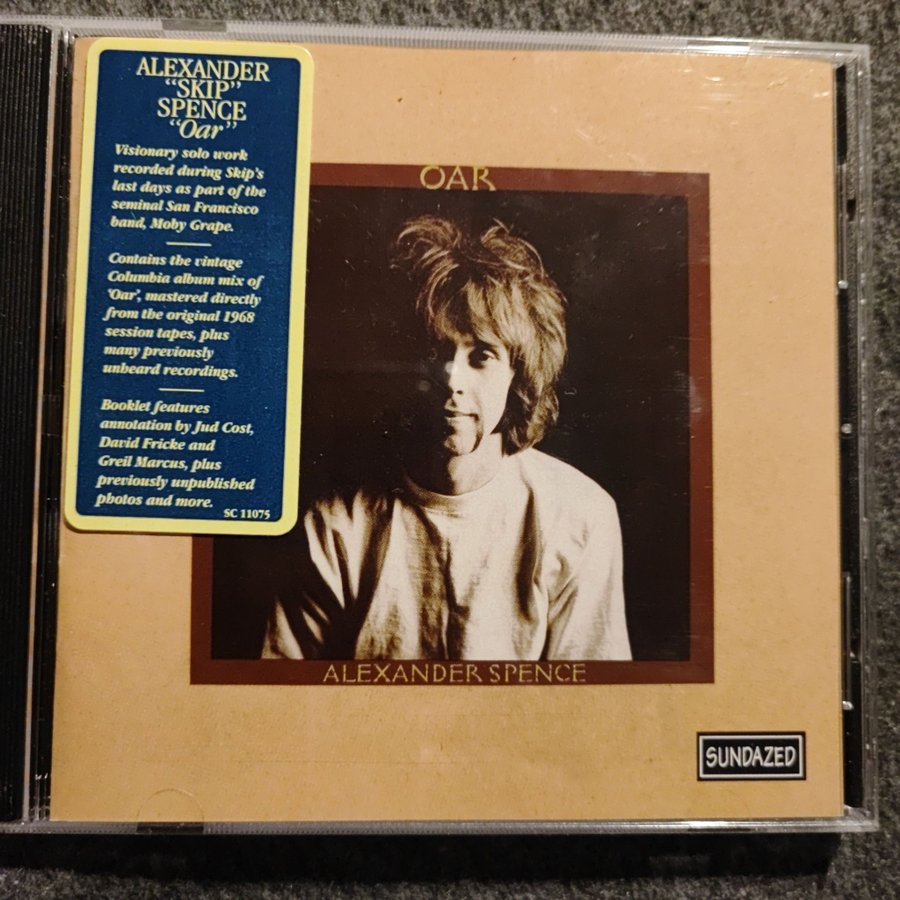 ALEXANDER
“SKIP”
SPENCE
“Oar”
Visionary solo work
recorded during Skip's
last days as part of the
seminal San Francisco
band, Moby Grape.
Contains the vintage
Columbia album mix of
‘Oar’, mastered directly
from the original 1968
session tapes, plus
many previously
unheard recordings.
Booklet features
annotation by Jud Cost,
David Fricke and
Greil Marcus, plus
previously unpublished
photos and more.
SC 11075
OAR
ALEXANDER SPENCE
SUNDAZED